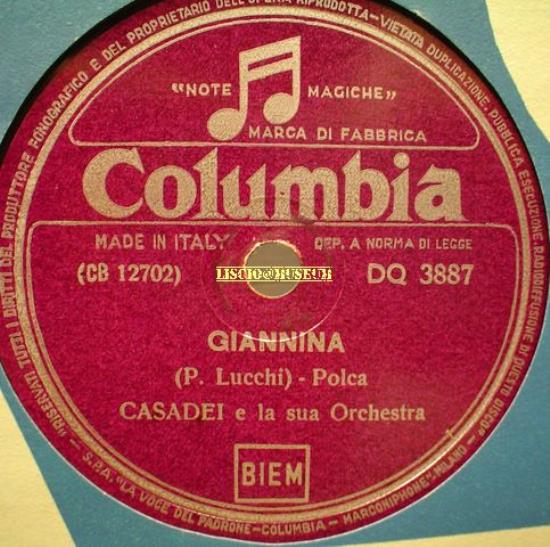 "NOTE MAGICHE"
MARCA DI FABBRICA
Columbia
MADE IN ITALY DEP. A NORMA DI LEGGE
(CB 12702) LISCIO@MUSEUM DQ 3887
GIANNINA
(P. Lucchi) - Polca
CASADEI e la sua Orchestra
BIEM
"RISERVATI TUTTI I DIRITTI DEL PRODUTTORE FONOGRAFICO E DEL PROPRIETARIO DELL'OPERA RIPRODOTTA—VIETATA DUPLICAZIONE, PUBBLICA ESECUZIONE, RADIODIFFUSIONE DI QUESTO DISCO"
S.P.A. "LA VOCE DEL PADRONE-COLUMBIA-MARCONIPHONE", MILANO